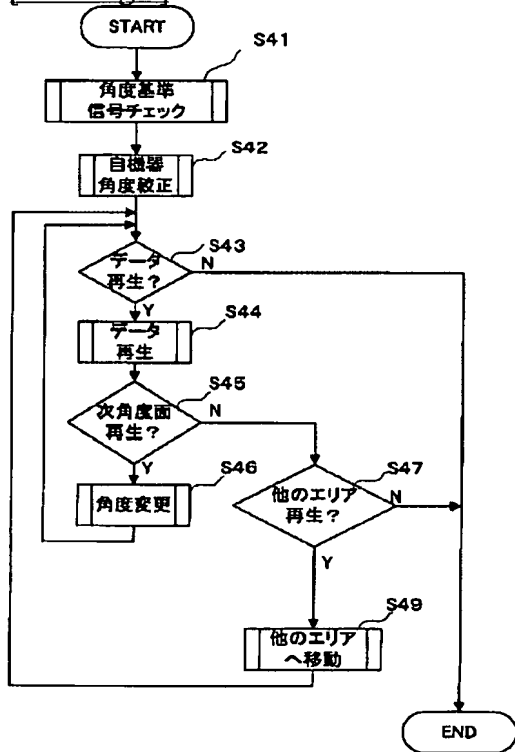 START
S41
角度基準
信号チェック
S42
自機器
角度絞正
S43
データ
再生?
N
Y
S44
データ
再生
S45
次角度面
再生?
N
Y
S46
角度変更
S47
他のエリア
再生?
N
Y
S49
他のエリア
へ移動
END